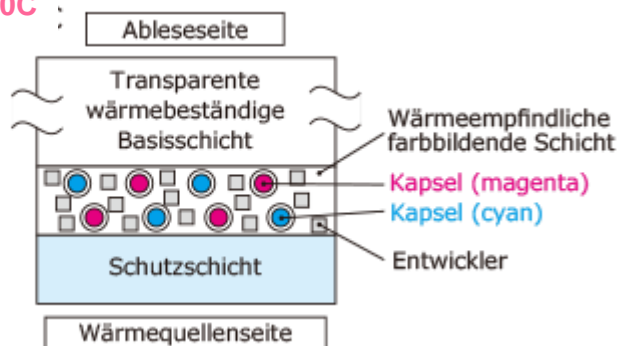 0C
Ableseseite
Transparente
wärmebeständige
Basisschicht
Wärmeempfindliche
farbbildende Schicht
Kapsel (magenta)
Kapsel (cyan)
Entwickler
Schutzschicht
Wärmequellenseite